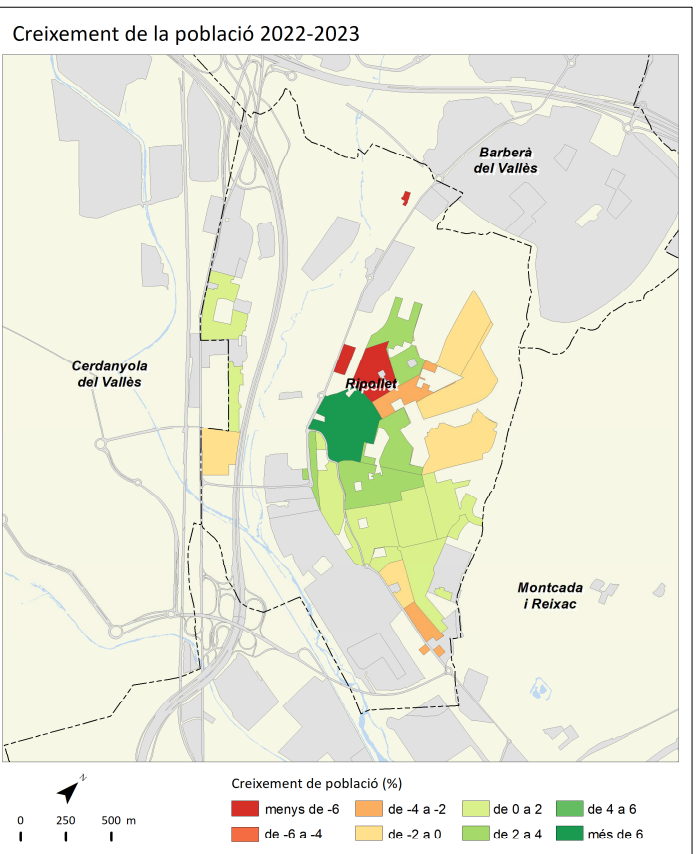 Creixement de la població 2022-2023
Barberà
del Vallès
Cerdanyola
del Vallès
Ripollet
Montcada
i Reixac
N
0 250 500 m
Creixement de població (%)
menys de -6
de -4 a -2
de 0 a 2
de 4 a 6
de -6 a -4
de -2 a 0
de 2 a 4
més de 6